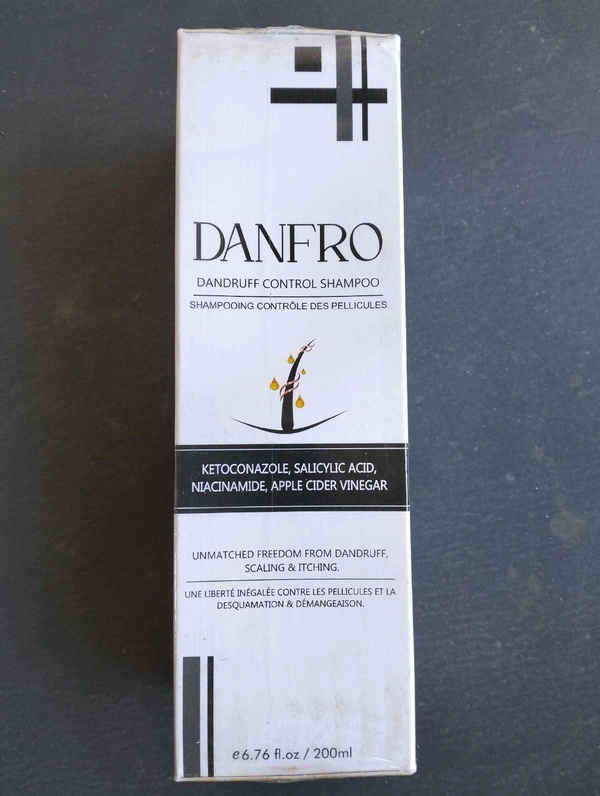 DANFRO
DANDRUFF CONTROL SHAMPOO
SHAMPOOING CONTRÔLE DES PELLICULES
KETOCONAZOLE, SALICYLIC ACID,
NIACINAMIDE, APPLE CIDER VINEGAR
UNMATCHED FREEDOM FROM DANDRUFF,
SCALING & ITCHING.
UNE LIBERTÉ INÉGALÉE CONTRE LES PELLICULES ET LA
DESQUAMATION & DÉMANGEAISON.
e6.76 fl.oz / 200ml